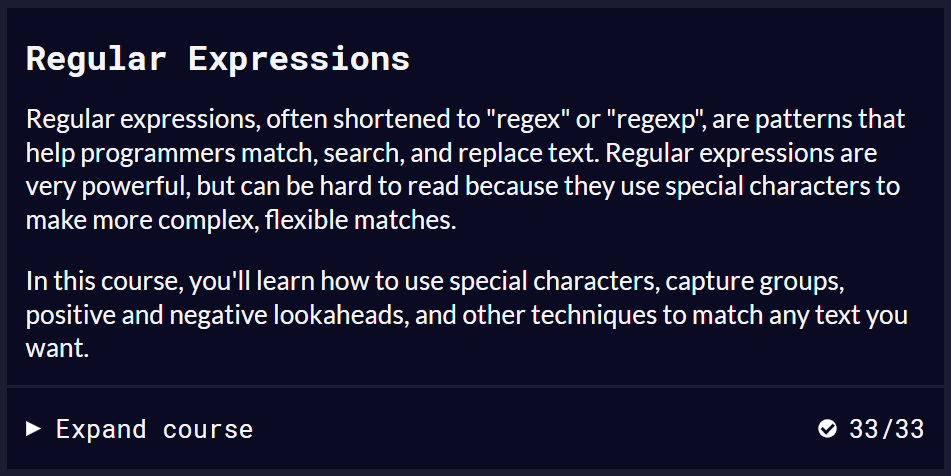 Regular Expressions
Regular expressions, often shortened to "regex" or "regexp", are patterns that
help programmers match, search, and replace text. Regular expressions are
very powerful, but can be hard to read because they use special characters to
make more complex, flexible matches.
In this course, you'll learn how to use special characters, capture groups,
positive and negative lookaheads, and other techniques to match any text you
want.
Expand course 33/33